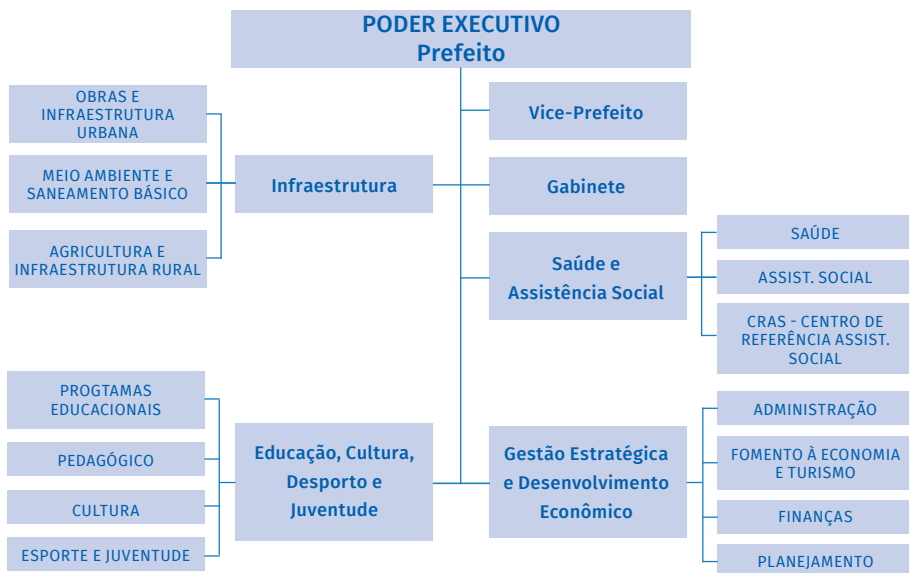 PODER EXECUTIVO
Prefeito
OBRAS E
INFRAESTRUTURA
URBANA
MEIO AMBIENTE E
SANEAMENTO BÁSICO
AGRICULTURA E
INFRAESTRUTURA RURAL
Infraestrutura
Vice-Prefeito
Gabinete
Saúde e
Assistência Social
SAÚDE
ASSIST. SOCIAL
CRAS - CENTRO DE
REFERÊNCIA ASSIST.
SOCIAL
PROGTAMAS
EDUCACIONAIS
PEDAGÓGICO
CULTURA
ESPORTE E JUVENTUDE
Educação, Cultura,
Desporto e
Juventude
Gestão Estratégica
e Desenvolvimento
Econômico
ADMINISTRAÇÃO
FOMENTO À ECONOMIA
E TURISMO
FINANÇAS
PLANEJAMENTO